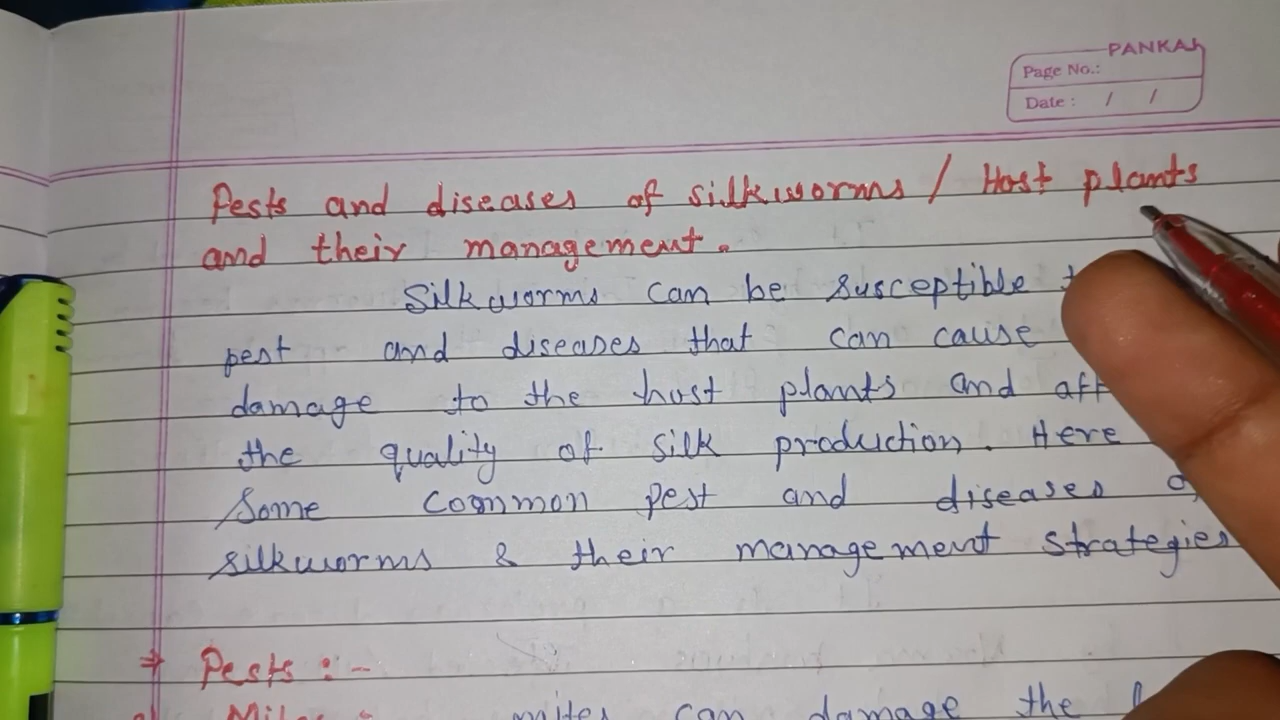 PANKAJ
Page No.:
Date : / /
Pests and diseases of silkworms / Host plants
and their management.
Silkworms can be susceptible
pest and diseases that can cause
damage to the host plants and
the quality of silk production. Here
Some common pest and diseases
silkworms & their management strategies
→ Pests :-
mites can damage the